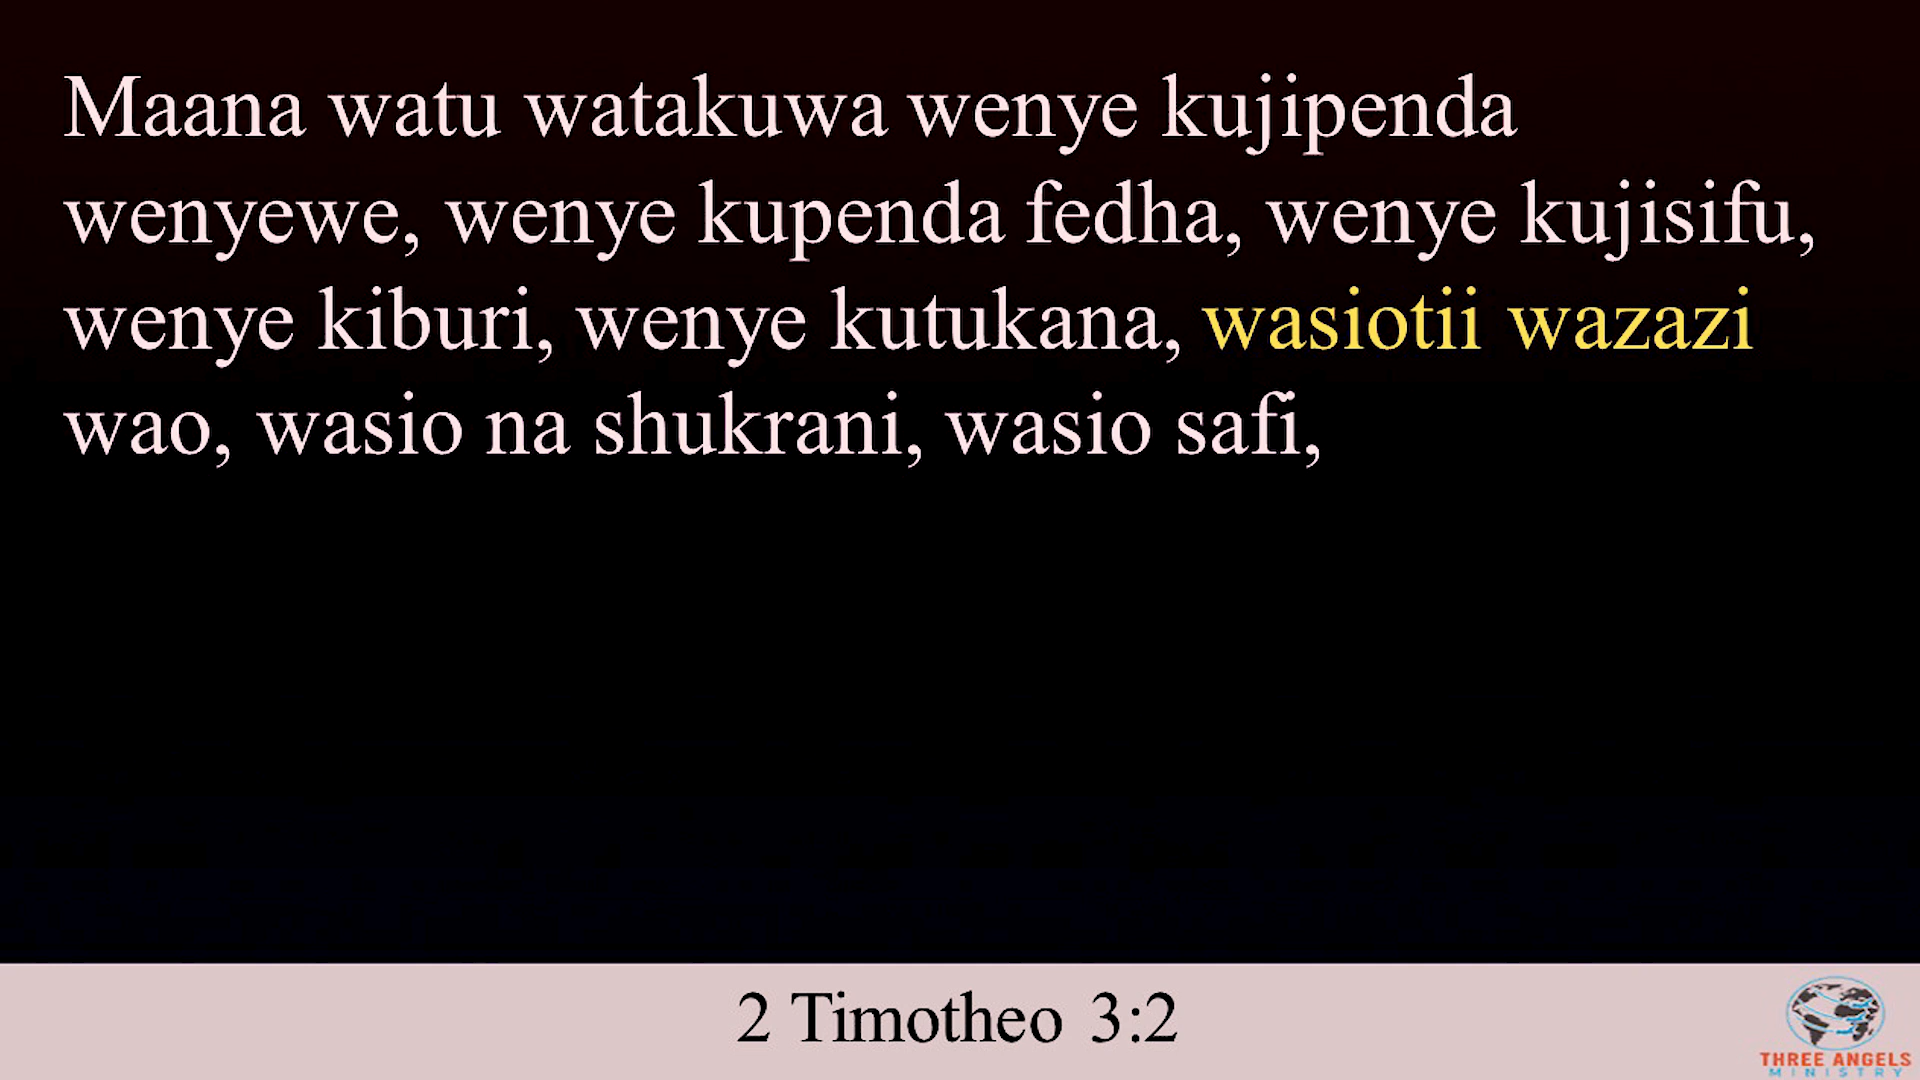 Maana watu watakuwa wenye kujipenda
wenyewe, wenye kupenda fedha, wenye kujisifu,
wenye kiburi, wenye kutukana, wasiotii wazazi
wao, wasio na shukrani, wasio safi,
2 Timotheo 3:2
THREE ANGELS
MINISTRY